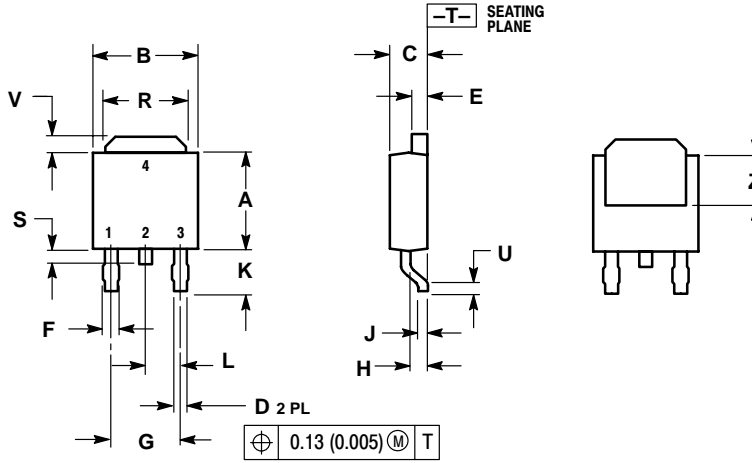 –T– SEATING
PLANE
B
C
V
R
E
4
A
Z
S
1 2 3
U
K
F
L
J
H
D 2 PL
G
⌖ 0.13 (0.005) Ⓜ T